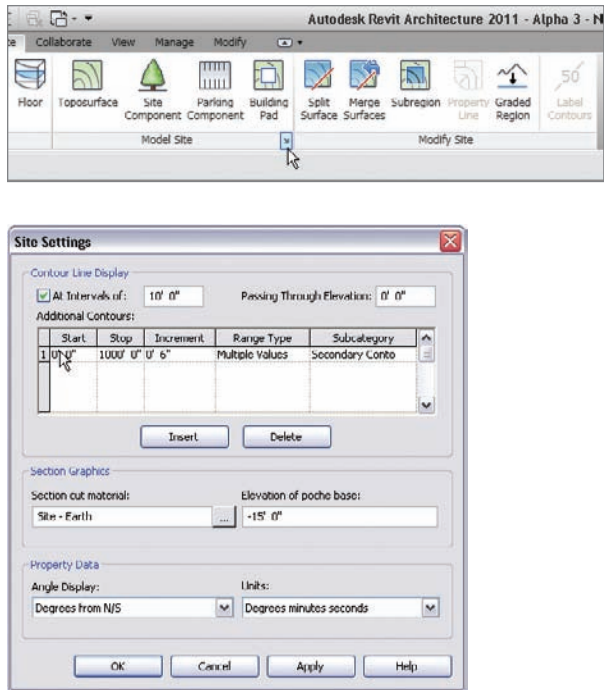 Autodesk Revit Architecture 2011 - Alpha 3 - N
Collaborate View Manage Modify
Floor Toposurface Site Component Parking Component Building Pad Split Surface Merge Surfaces Subregion Property Line Graded Region Label Contours
50
Model Site Modify Site
Site Settings
Contour Line Display
At Intervals of: 10' 0" Passing Through Elevation: 0' 0"
Additional Contours:
Start Stop Increment Range Type Subcategory
1 0' 0" 1000' 0" 0' 6" Multiple Values Secondary Conto
Insert Delete
Section Graphics
Section cut material: Elevation of poche base:
Site - Earth ... -15' 0"
Property Data
Angle Display: Units:
Degrees from N/S Degrees minutes seconds
OK Cancel Apply Help